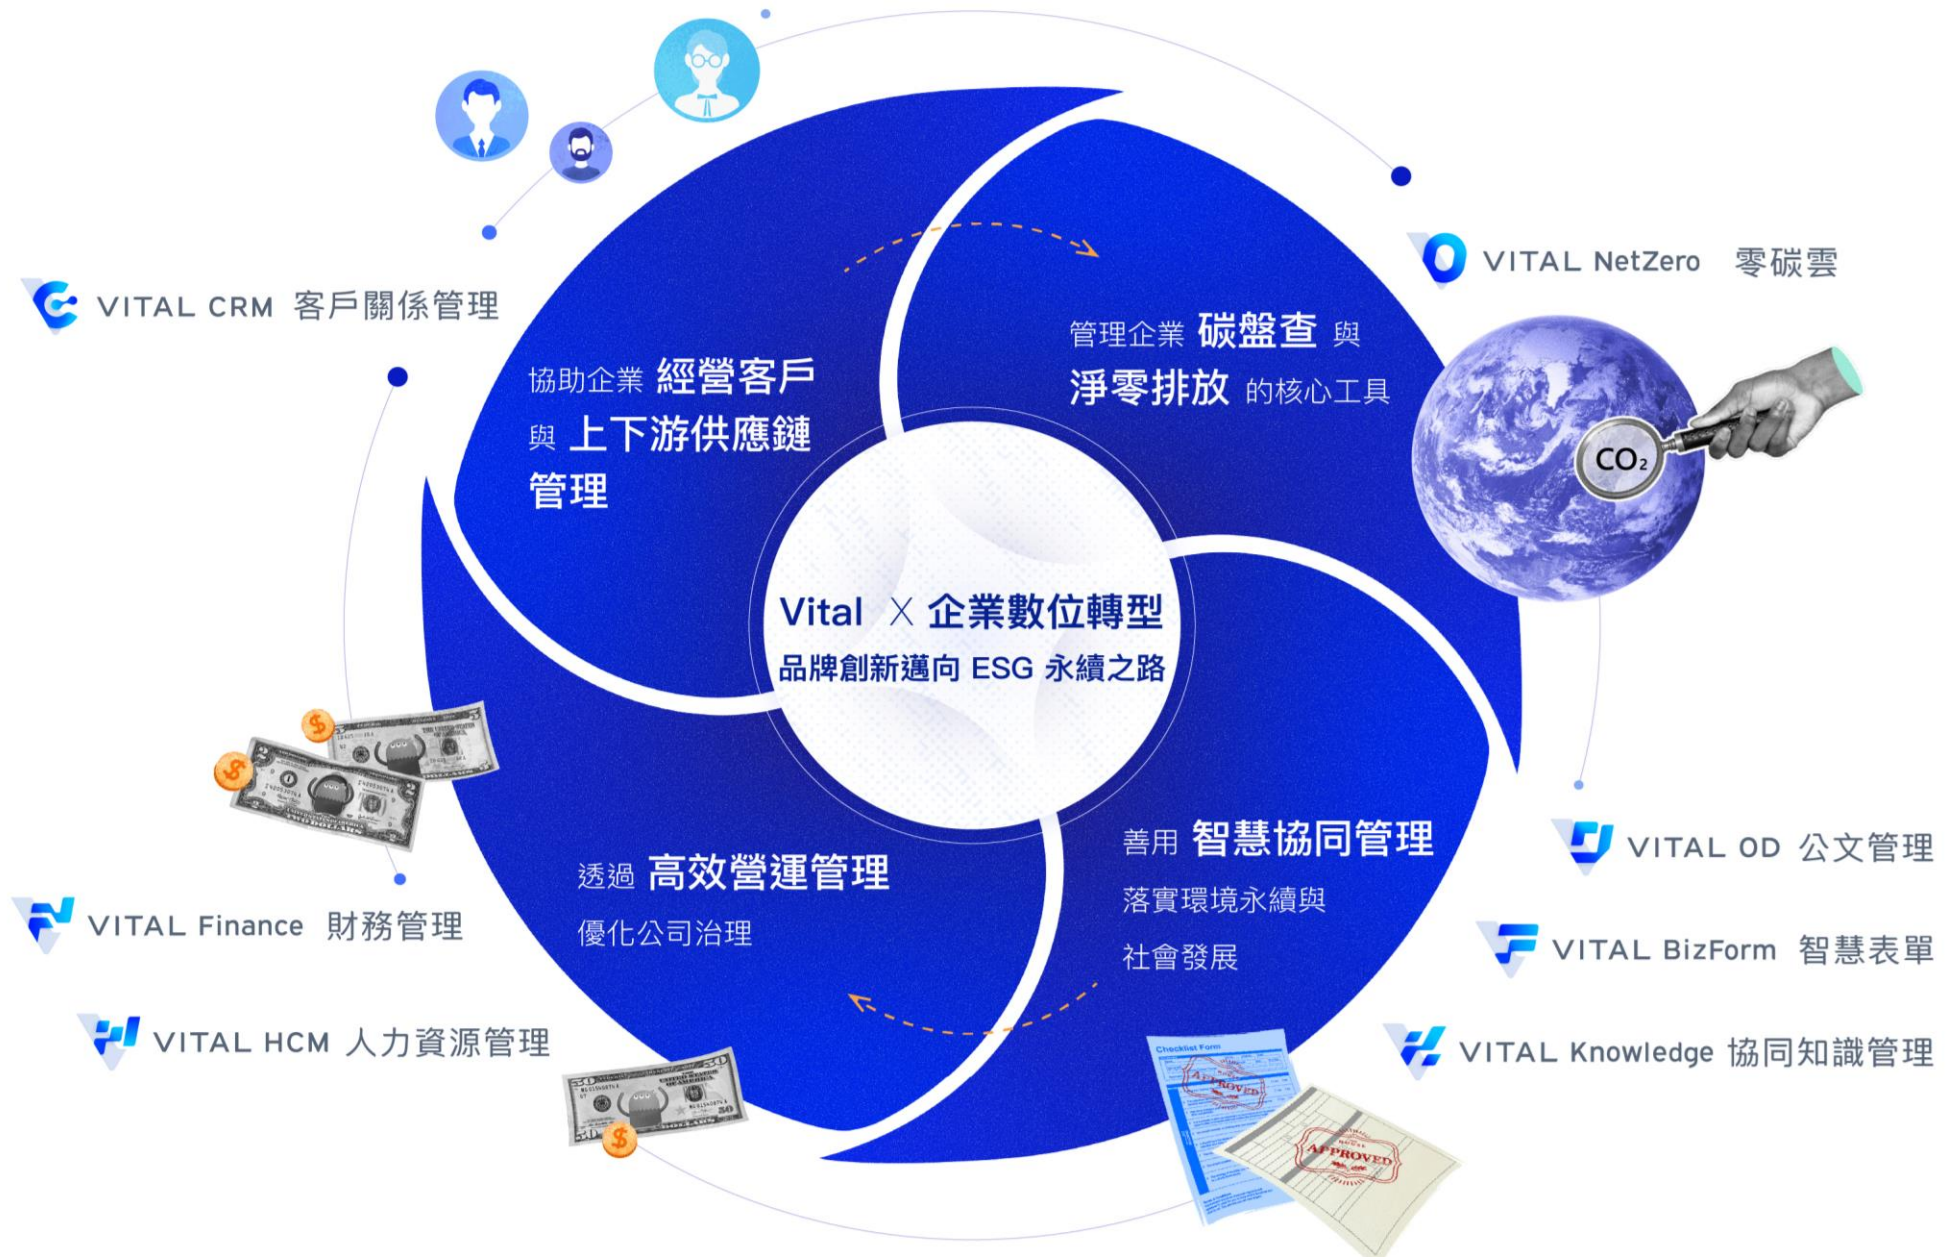 VITAL CRM 客戶關係管理
協助企業 經營客戶
與 上下游供應鏈
管理
VITAL NetZero 零碳雲
管理企業 碳盤查 與
淨零排放 的核心工具
CO₂
Vital X 企業數位轉型
品牌創新邁向 ESG 永續之路
透過 高效營運管理
優化公司治理
VITAL Finance 財務管理
VITAL HCM 人力資源管理
善用 智慧協同管理
落實環境永續與
社會發展
VITAL OD 公文管理
VITAL BizForm 智慧表單
VITAL Knowledge 協同知識管理
Checklist Form
APPROVED
APPROVED